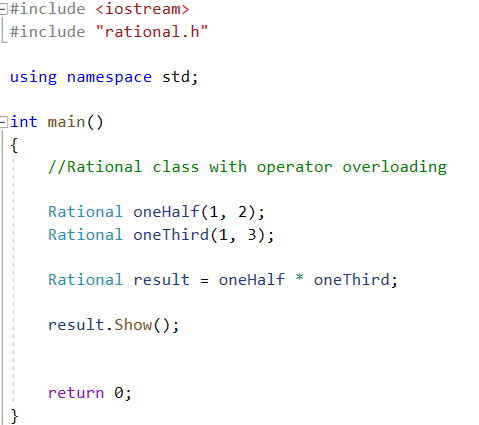 #include <iostream>
#include "rational.h"
using namespace std;
int main()
{
//Rational class with operator overloading
Rational oneHalf(1, 2);
Rational oneThird(1, 3);
Rational result = oneHalf * oneThird;
result.Show();
return 0;
}